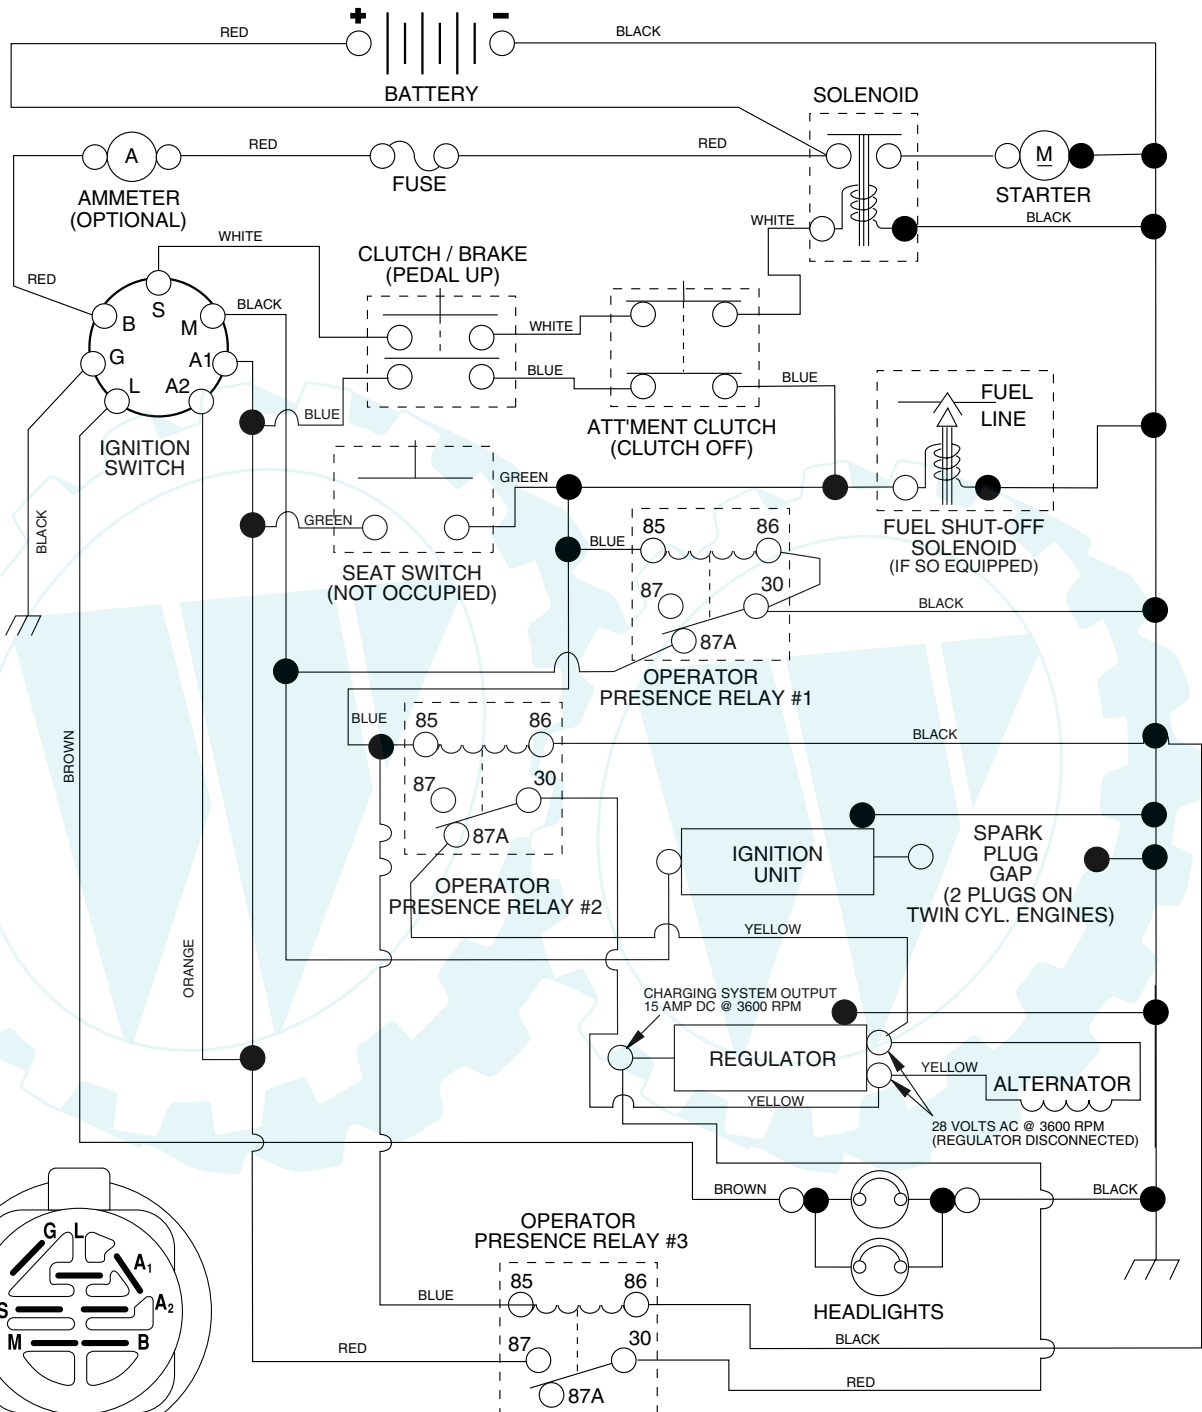 + -
RED
BLACK
BATTERY
SOLENOID
A
RED
RED
M
FUSE
AMMETER
(OPTIONAL)
STARTER
WHITE
BLACK
WHITE
CLUTCH / BRAKE
(PEDAL UP)
RED
S
BLACK
B
M
WHITE
G
A1
L
A2
BLUE
BLUE
FUEL
LINE
BLUE
ATT'MENT CLUTCH
(CLUTCH OFF)
IGNITION
SWITCH
GREEN
BLACK
GREEN
FUEL SHUT-OFF
SOLENOID
(IF SO EQUIPPED)
85
86
BLUE
SEAT SWITCH
(NOT OCCUPIED)
87
30
BLACK
87A
OPERATOR
PRESENCE RELAY #1
BLUE
85
86
BLACK
BROWN
87
30
87A
SPARK
PLUG
GAP
(2 PLUGS ON
TWIN CYL. ENGINES)
IGNITION
UNIT
OPERATOR
PRESENCE RELAY #2
YELLOW
ORANGE
CHARGING SYSTEM OUTPUT
15 AMP DC @ 3600 RPM
REGULATOR
YELLOW
ALTERNATOR
YELLOW
28 VOLTS AC @ 3600 RPM
(REGULATOR DISCONNECTED)
BROWN
BLACK
OPERATOR
PRESENCE RELAY #3
G
L
A1
S
A2
M
B
85
86
BLUE
HEADLIGHTS
87
30
BLACK
RED
87A
RED